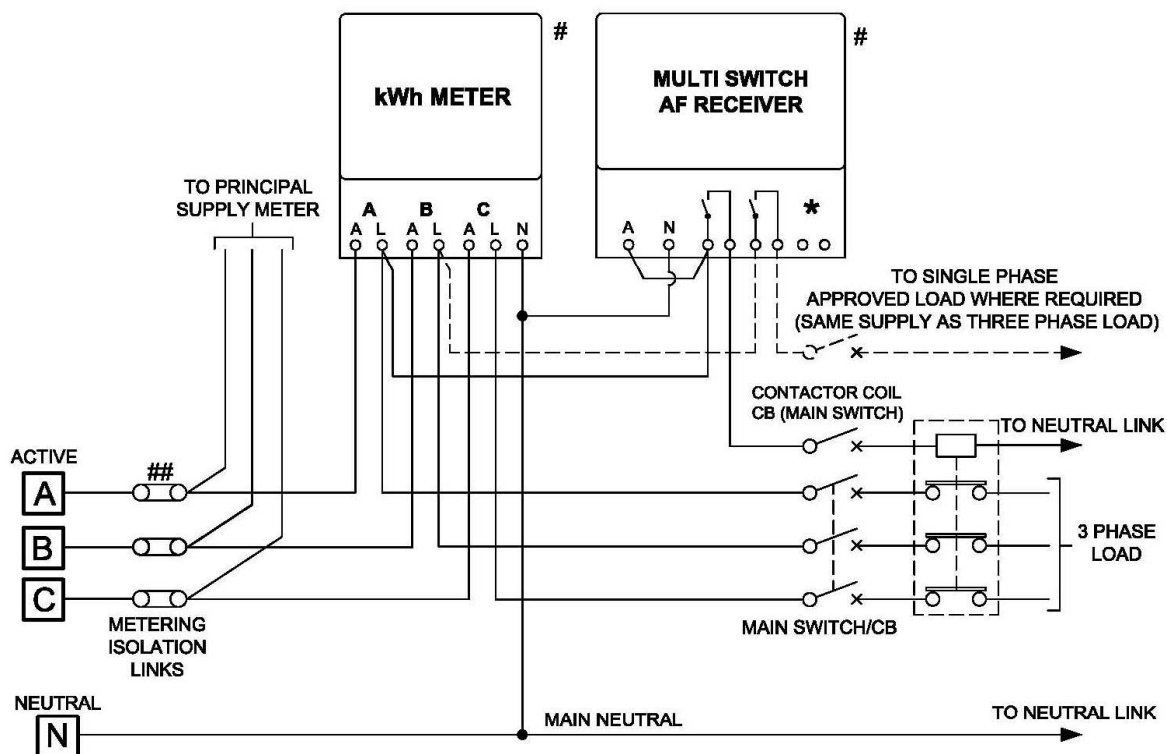 kWh METER
#
MULTI SWITCH
AF RECEIVER
#
TO PRINCIPAL
SUPPLY METER
A B C
A L A L A L N
A N
*
TO SINGLE PHASE
APPROVED LOAD WHERE REQUIRED
(SAME SUPPLY AS THREE PHASE LOAD)
CONTACTOR COIL
CB (MAIN SWITCH)
TO NEUTRAL LINK
ACTIVE
##
A
B
C
3 PHASE
LOAD
METERING
ISOLATION
LINKS
MAIN SWITCH/CB
NEUTRAL
N
MAIN NEUTRAL
TO NEUTRAL LINK